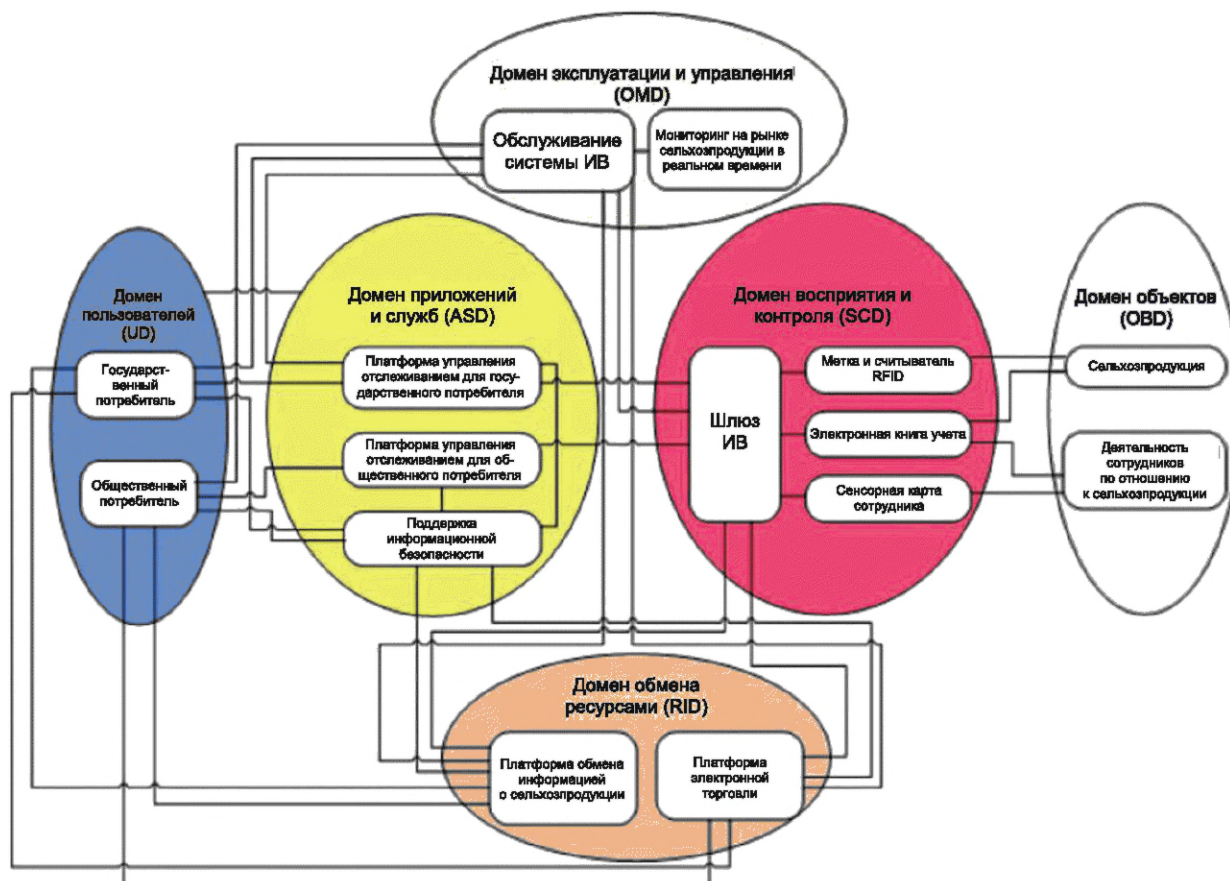 Домен эксплуатации и управления
(OMD)
Обслуживание
системы ИВ
Мониторинг на рынке
сельхозпродукции в
реальном времени
Домен
пользователей
(UD)
Государст-
венный
потребитель
Общественный
потребитель
Домен приложений
и служб (ASD)
Платформа управления
отслеживанием для госу-
дарственного потребителя
Платформа управления
отслеживанием для об-
щественного потребителя
Поддержка
информационной
безопасности
Домен восприятия и
контроля (SCD)
Шлюз
ИВ
Метка и считыватель
RFID
Электронная книга учета
Сенсорная карта
сотрудника
Домен объектов
(OBD)
Сельхозпродукция
Деятельность
сотрудников
по отношению
к сельхозпродукции
Домен обмена
ресурсами (RID)
Платформа обмена
информацией
о сельхозпродукции
Платформа
электронной
торговли